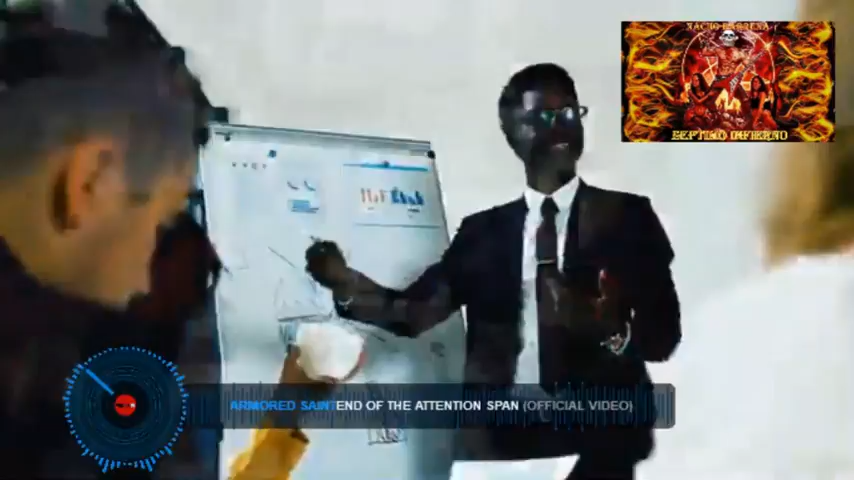 NACHO BARRENA
SEPTIMO INFIERNO
ARMORED SAINT END OF THE ATTENTION SPAN (OFFICIAL VIDEO)